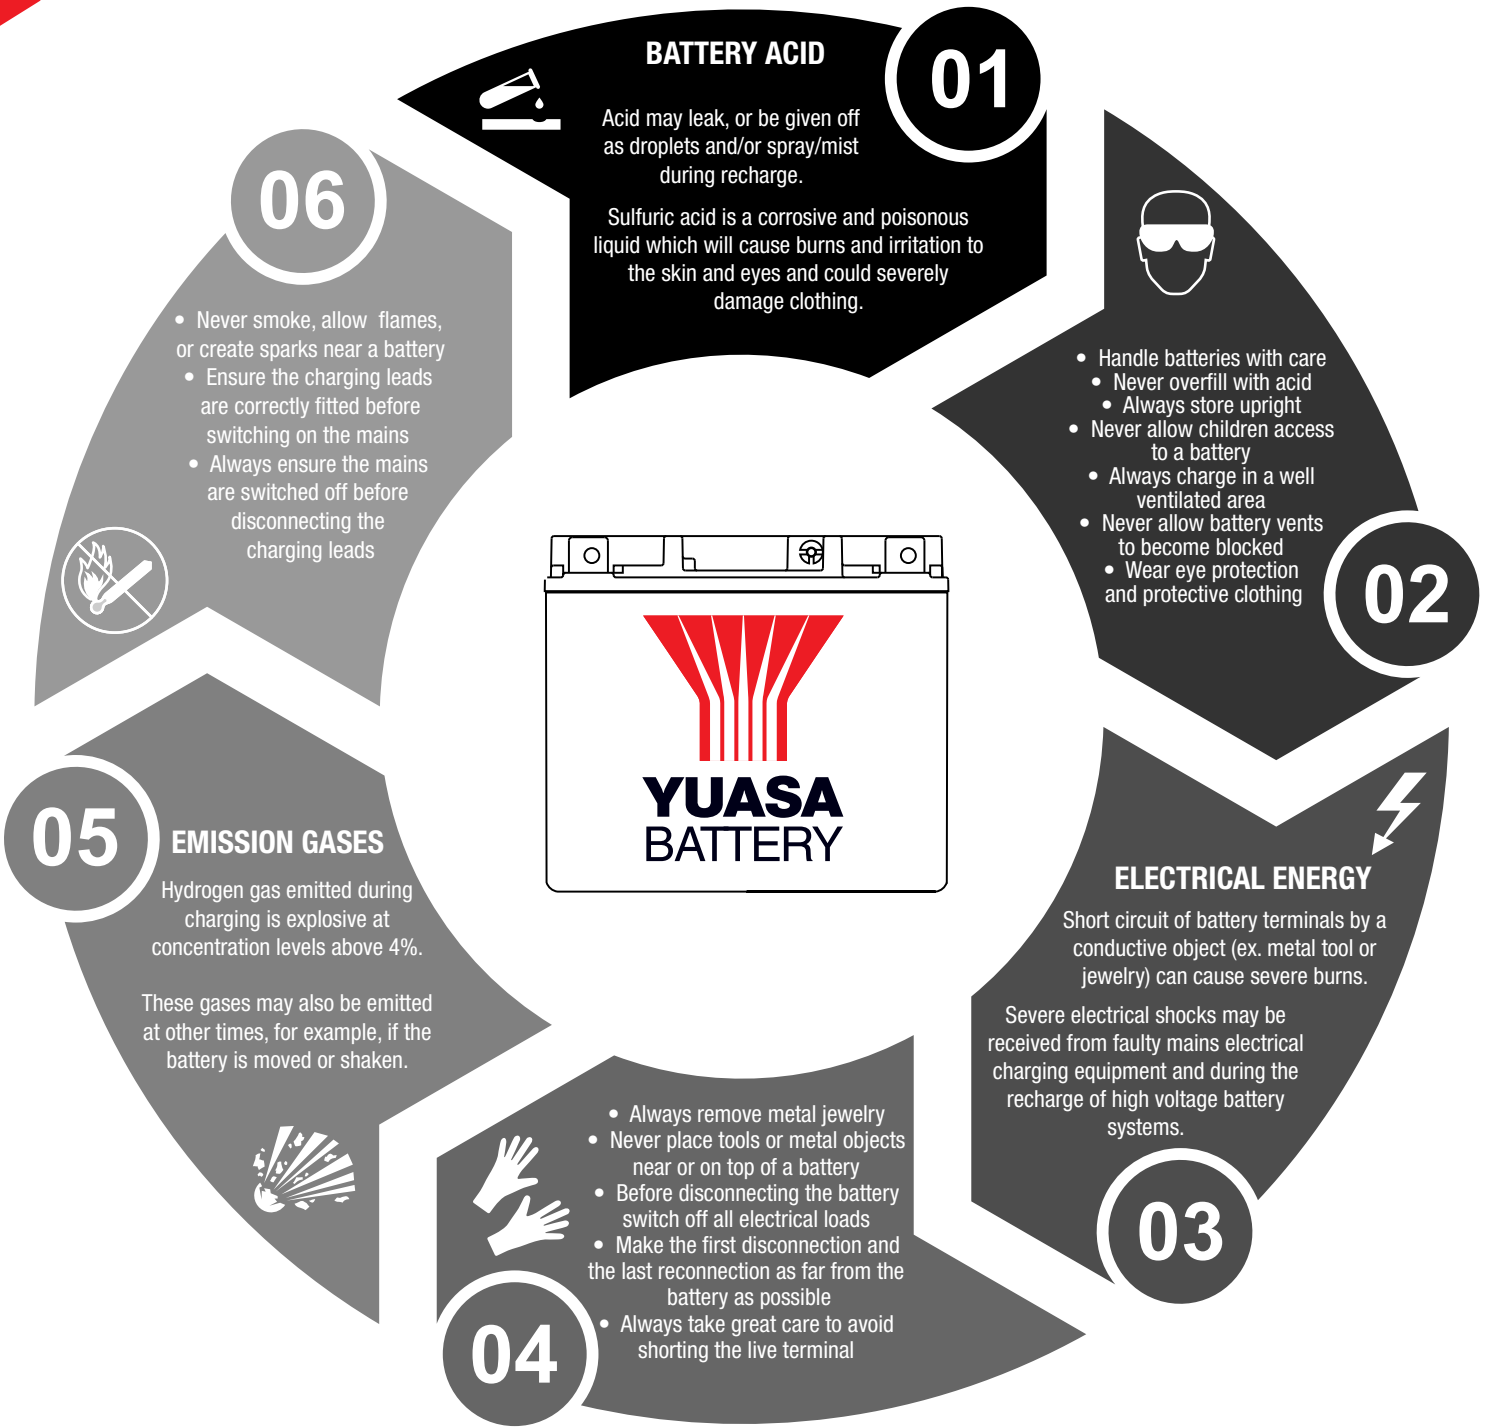 01
BATTERY ACID
Acid may leak, or be given off
as droplets and/or spray/mist
during recharge.
Sulfuric acid is a corrosive and poisonous
liquid which will cause burns and irritation to
the skin and eyes and could severely
damage clothing.
• Handle batteries with care
• Never overfill with acid
• Always store upright
• Never allow children access
to a battery
• Always charge in a well
ventilated area
• Never allow battery vents
to become blocked
• Wear eye protection
and protective clothing
02
ELECTRICAL ENERGY
Short circuit of battery terminals by a
conductive object (ex. metal tool or
jewelry) can cause severe burns.
Severe electrical shocks may be
received from faulty mains electrical
charging equipment and during the
recharge of high voltage battery
systems.
03
• Always remove metal jewelry
• Never place tools or metal objects
near or on top of a battery
• Before disconnecting the battery
switch off all electrical loads
• Make the first disconnection and
the last reconnection as far from the
battery as possible
• Always take great care to avoid
shorting the live terminal
04
05
EMISSION GASES
Hydrogen gas emitted during
charging is explosive at
concentration levels above 4%.
These gases may also be emitted
at other times, for example, if the
battery is moved or shaken.
06
• Never smoke, allow flames,
or create sparks near a battery
• Ensure the charging leads
are correctly fitted before
switching on the mains
• Always ensure the mains
are switched off before
disconnecting the
charging leads
YUASA
BATTERY